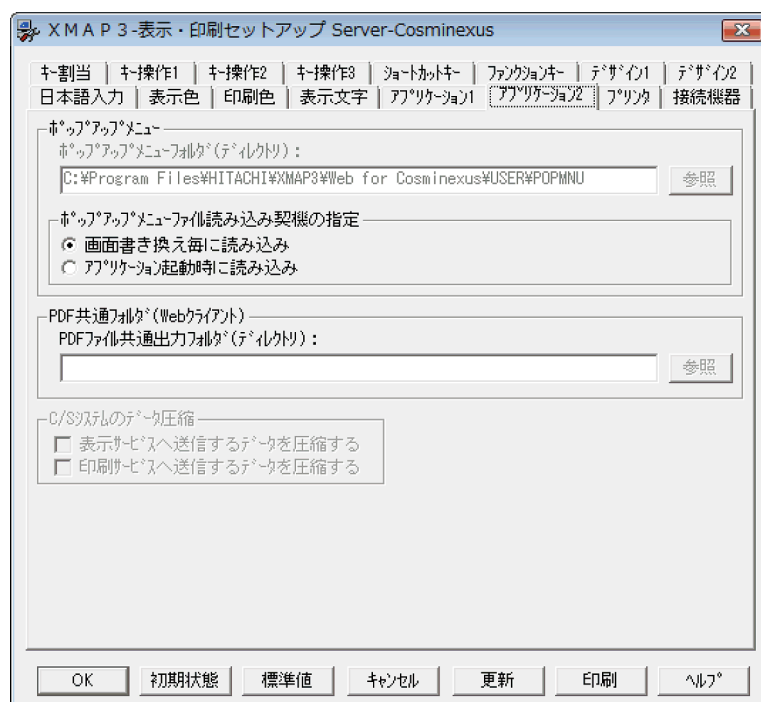 XMAP3-表示・印刷セットアップ Server-Cosminexus
ｷｰ割当 ｷｰ操作1 ｷｰ操作2 ｷｰ操作3 ｼｮｰﾄｶｯﾄｷｰ ﾌｧﾝｸｼｮﾝｷｰ ﾃﾞｻﾞｲﾝ1 ﾃﾞｻﾞｲﾝ2
日本語入力 表示色 印刷色 表示文字 ｱﾌﾟﾘｹｰｼｮﾝ1 ｱﾌﾟﾘｹｰｼｮﾝ2 ﾌﾟﾘﾝﾀ 接続機器
ﾎﾟｯﾌﾟｱｯﾌﾟﾒﾆｭｰ
ﾎﾟｯﾌﾟｱｯﾌﾟﾒﾆｭｰﾌｫﾙﾀﾞ(ﾃﾞｨﾚｸﾄﾘ)：
C:¥Program Files¥HITACHI¥XMAP3¥Web for Cosminexus¥USER¥POPMNU 参照
ﾎﾟｯﾌﾟｱｯﾌﾟﾒﾆｭｰﾌｧｲﾙ読み込み契機の指定
画面書き換え毎に読み込み
ｱﾌﾟﾘｹｰｼｮﾝ起動時に読み込み
PDF共通ﾌｫﾙﾀﾞ(Webｸﾗｲｱﾝﾄ)
PDFﾌｧｲﾙ共通出力ﾌｫﾙﾀﾞ(ﾃﾞｨﾚｸﾄﾘ)：
参照
C/Sｼｽﾃﾑのﾃﾞｰﾀ圧縮
表示ｻｰﾋﾞｽへ送信するﾃﾞｰﾀを圧縮する
印刷ｻｰﾋﾞｽへ送信するﾃﾞｰﾀを圧縮する
OK 初期状態 標準値 ｷｬﾝｾﾙ 更新 印刷 ﾍﾙﾌﾟ